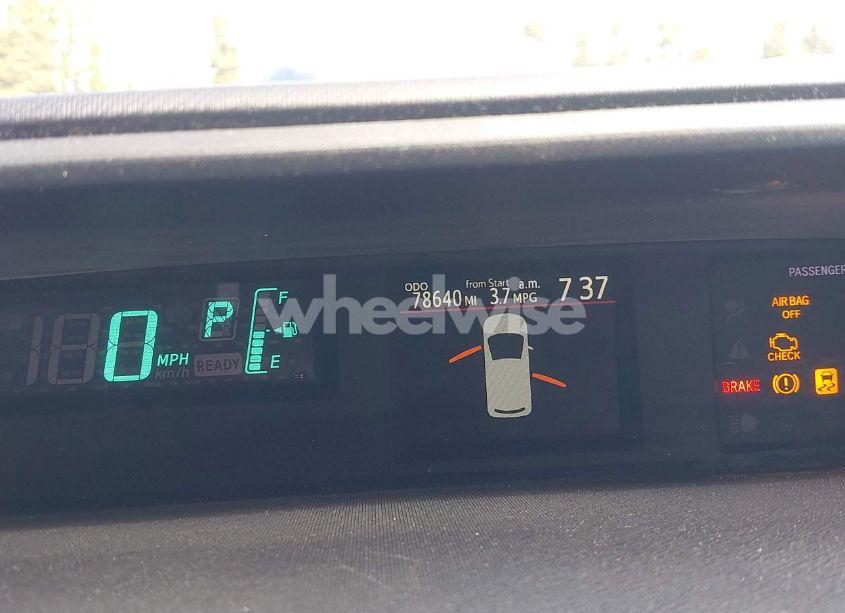 PASSENGER
ODO from Start a.m. 7 37
78640 MI 3.7 MPG
AIR BAG
OFF
F
P
0
MPH
km/h
READY
E
CHECK
BRAKE
wheelwise